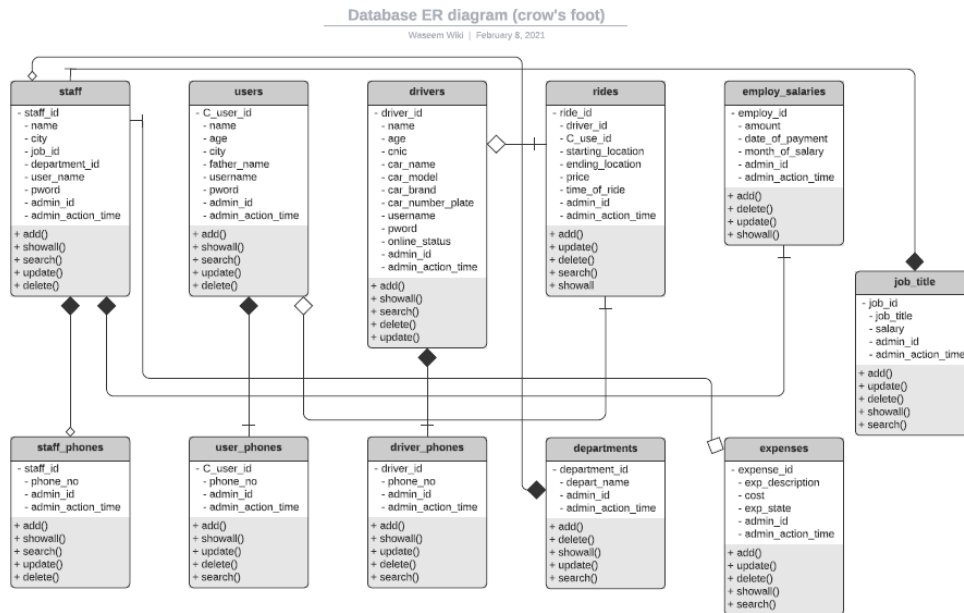 Database ER diagram (crow's foot)
Waseem Wiki | February 8, 2021
staff
- staff_id
- name
- city
- job_id
- department_id
- user_name
- pword
- admin_id
- admin_action_time
+ add()
+ showall()
+ search()
+ update()
+ delete()
users
- C_user_id
- name
- age
- city
- father_name
- username
- pword
- admin_id
- admin_action_time
+ add()
+ showall()
+ search()
+ update()
+ delete()
drivers
- driver_id
- name
- age
- cnic
- car_name
- car_model
- car_brand
- car_number_plate
- username
- pword
- online_status
- admin_id
- admin_action_time
+ add()
+ showall()
+ search()
+ delete()
+ update()
rides
- ride_id
- driver_id
- C_use_id
- starting_location
- ending_location
- price
- time_of_ride
- admin_id
- admin_action_time
+ add()
+ update()
+ delete()
+ search()
+ showall
employ_salaries
- employ_id
- amount
- date_of_payment
- month_of_salary
- admin_id
- admin_action_time
+ add()
+ delete()
+ update()
+ showall()
job_title
- job_id
- job_title
- salary
- admin_id
- admin_action_time
+ add()
+ update()
+ delete()
+ showall()
+ search()
staff_phones
- staff_id
- phone_no
- admin_id
- admin_action_time
+ add()
+ showall()
+ search()
+ update()
+ delete()
user_phones
- C_user_id
- phone_no
- admin_id
- admin_action_time
+ add()
+ showall()
+ update()
+ delete()
+ search()
driver_phones
- driver_id
- phone_no
- admin_id
- admin_action_time
+ add()
+ showall()
+ update()
+ delete()
+ search()
departments
- department_id
- depart_name
- admin_id
- admin_action_time
+ add()
+ delete()
+ showall()
+ update()
+ search()
expenses
- expense_id
- exp_description
- cost
- exp_state
- admin_id
- admin_action_time
+ add()
+ update()
+ delete()
+ showall()
+ search()